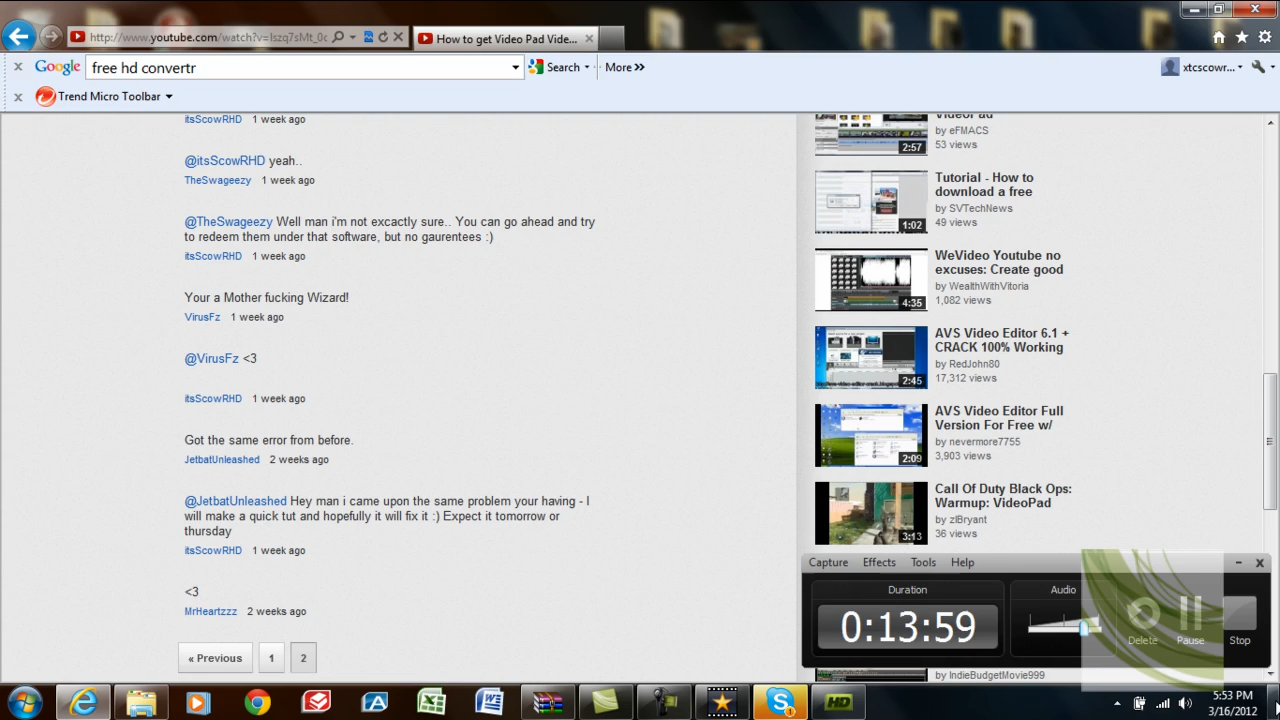 http://www.youtube.com/watch?v=Iszq7sMt_0c
How to get Video Pad Vide...
Google
free hd convertr
Search
More »
xtcscowr...
Trend Micro Toolbar
itsScowRHD 1 week ago
@itsScowRHD yeah..
TheSwageezy 1 week ago
@TheSwageezy Well man i'm not excactly sure.. You can go ahead and try
to redeem them under that software, but no gaurentees :)
itsScowRHD 1 week ago
Your a Mother fucking Wizard!
VirusFz 1 week ago
@VirusFz <3
itsScowRHD 1 week ago
Got the same error from before.
JetbatUnleashed 2 weeks ago
@JetbatUnleashed Hey man i came upon the same problem your having - I
will make a quick tut and hopefully it will fix it :) Expect it tomorrow or
thursday
itsScowRHD 1 week ago
<3
MrHeartzzz 2 weeks ago
« Previous 1 2
VideoPad
by eFMACS
53 views
2:57
Tutorial - How to
download a free
by SVTechNews
49 views
1:02
WeVideo Youtube no
excuses: Create good
by WealthWithVitoria
1,082 views
4:35
AVS Video Editor 6.1 +
CRACK 100% Working
by RedJohn80
17,312 views
2:45
AVS Video Editor Full
Version For Free w/
by nevermore7755
3,903 views
2:09
Call Of Duty Black Ops:
Warmup: VideoPad
by zlBryant
36 views
3:13
Capture Effects Tools Help
Duration
0:13:59
Audio
Delete
Pause
Stop
by IndieBudgetMovie999
HD
5:53 PM
3/16/2012